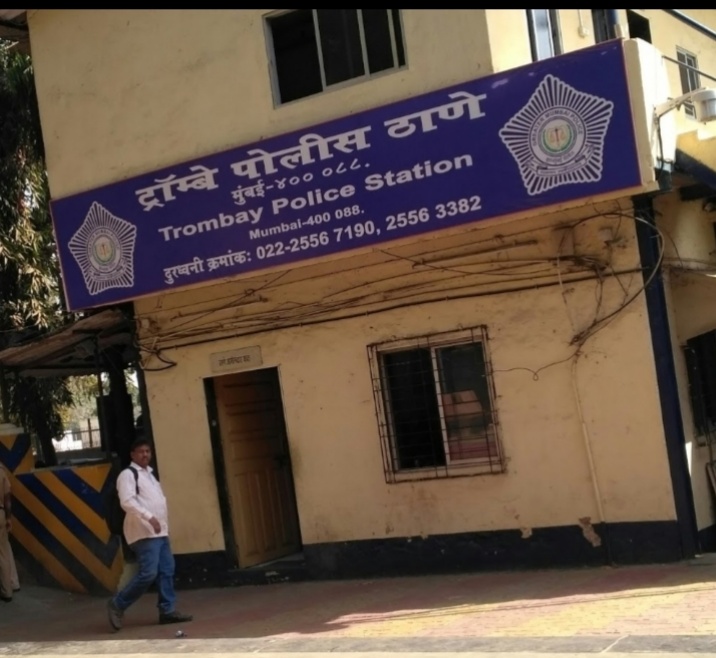 ट्रॉम्बे पोलीस ठाणे
मुंबई-४०० ०८८.
Trombay Police Station
Mumbai-400 088.
दुरध्वनी क्रमांक: 022-2556 7190, 2556 3382